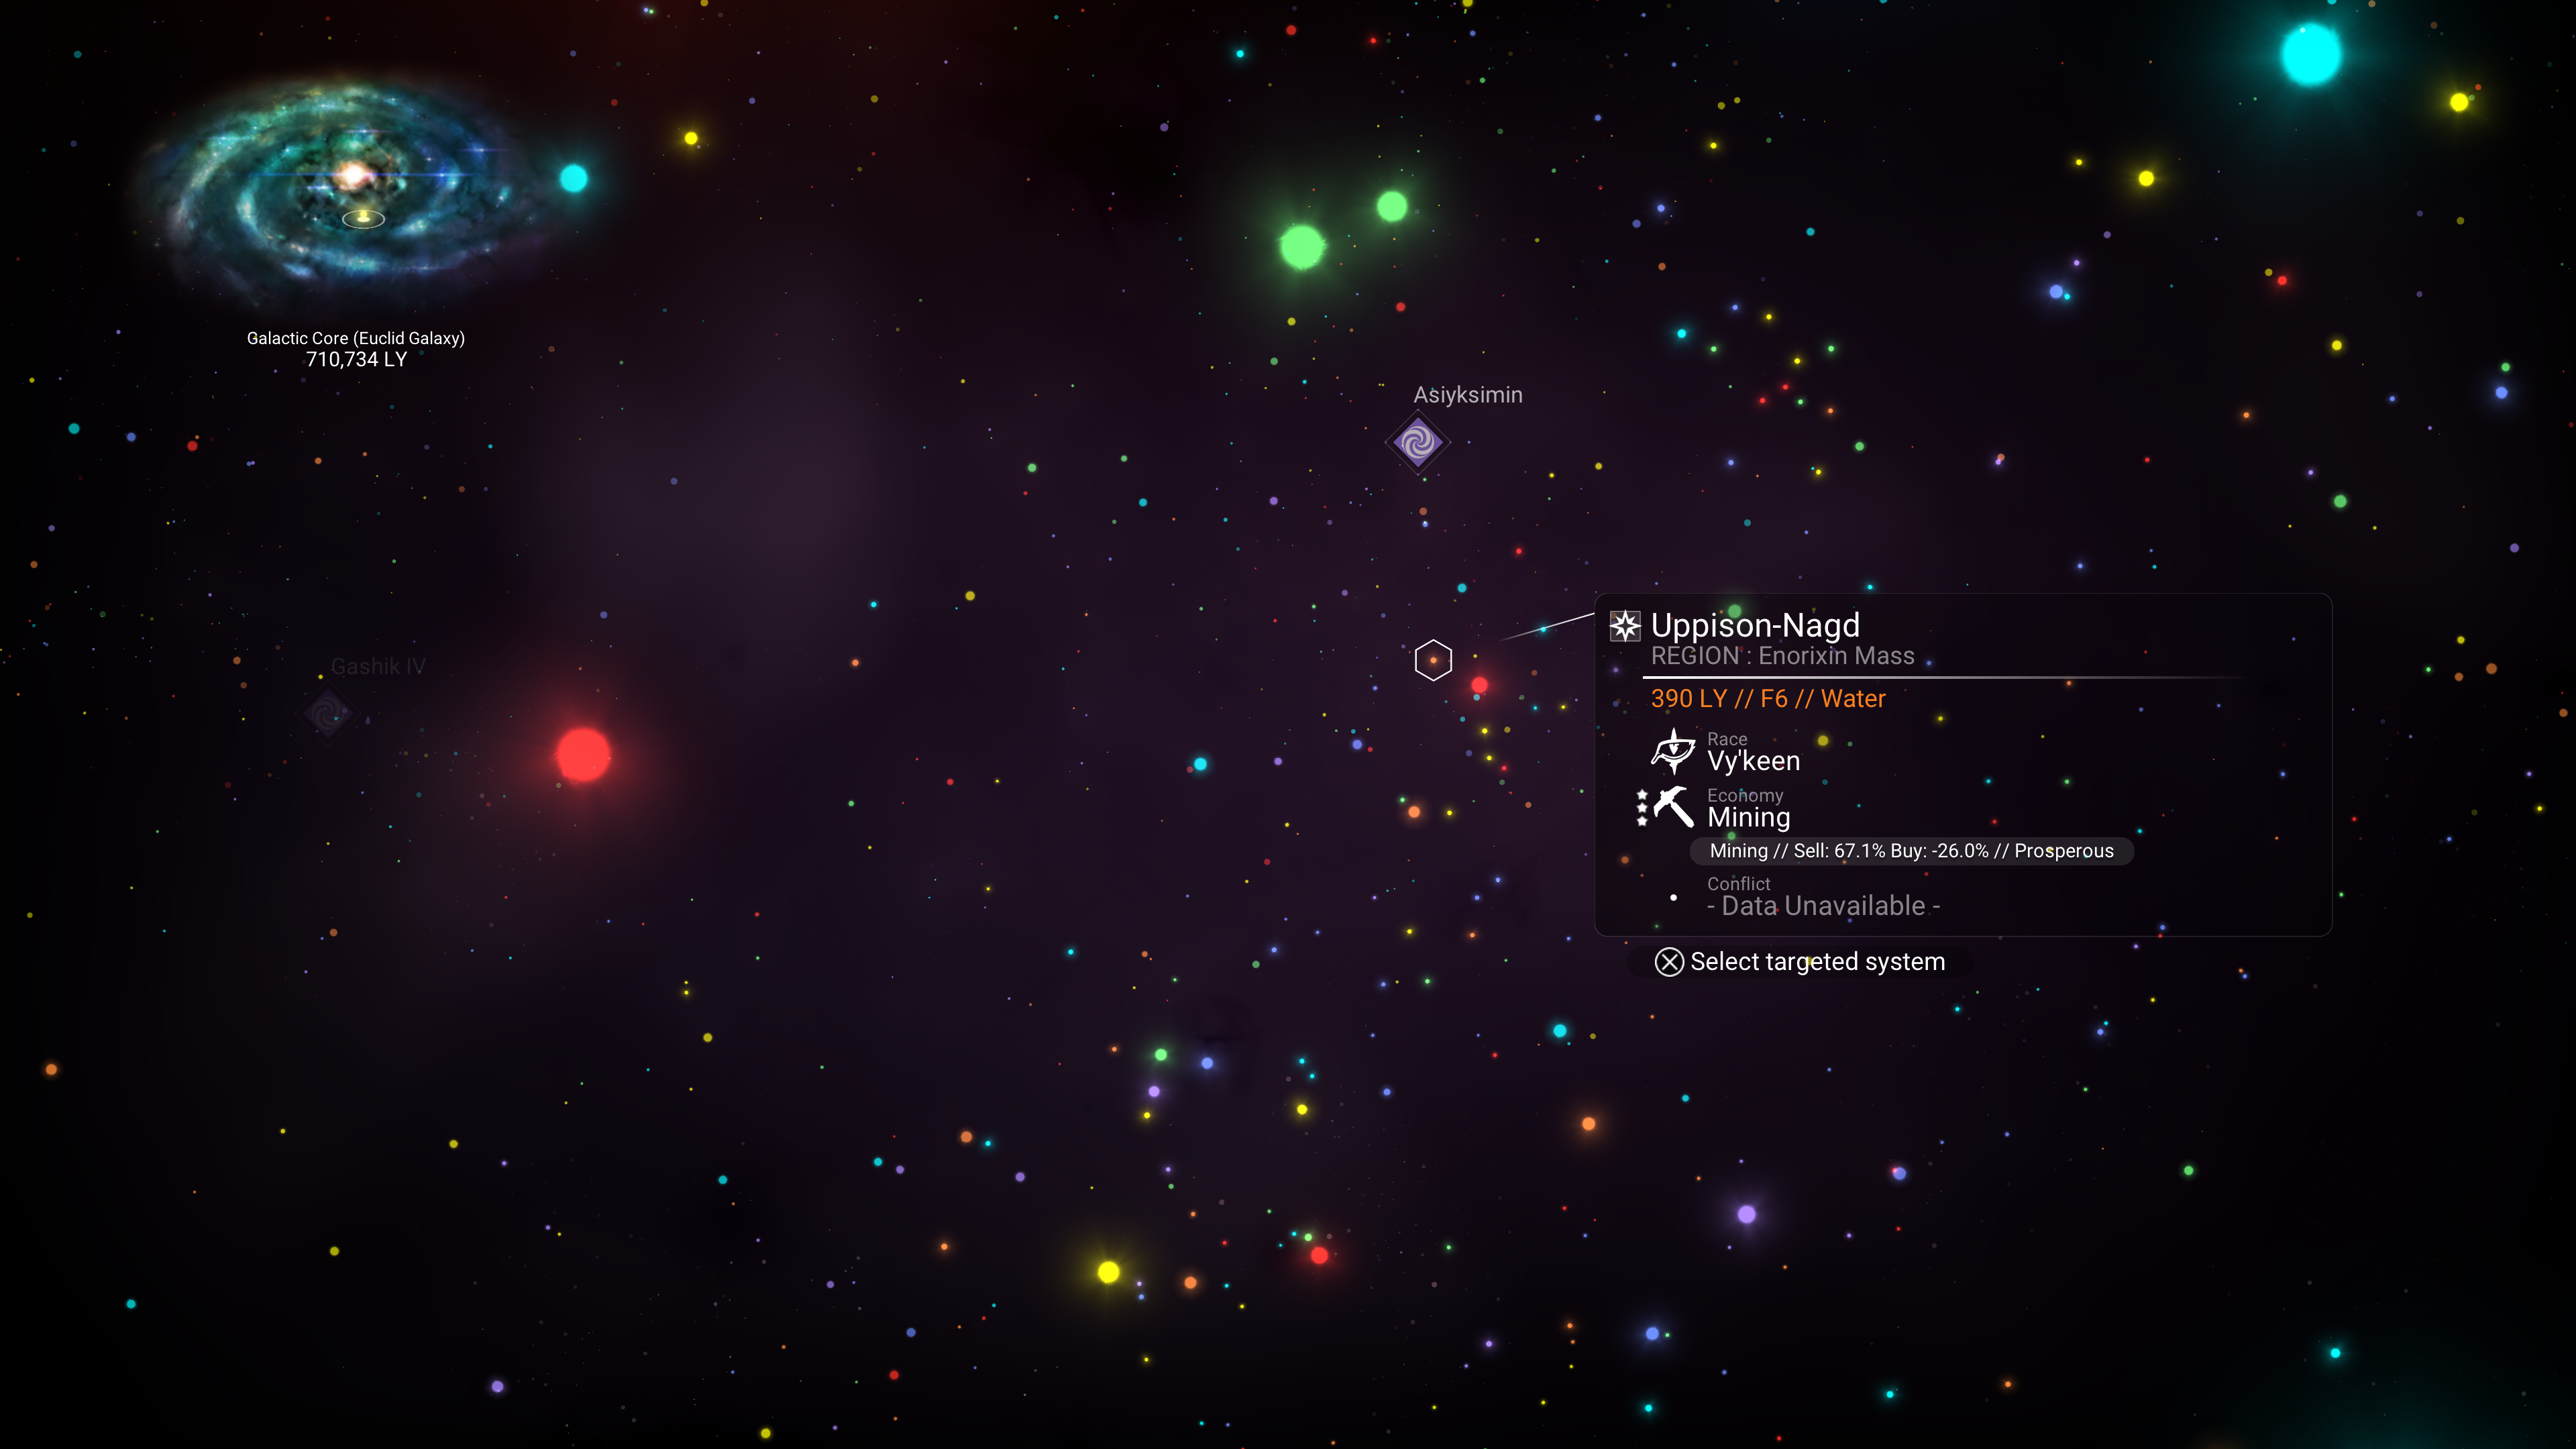 Galactic Core (Euclid Galaxy)
710,734 LY
Asiyksimin
Gashik IV
Uppison-Nagd
REGION : Enorixin Mass
390 LY // F6 // Water
Race
Vy'keen
Economy
Mining
Mining // Sell: 67.1% Buy: -26.0% // Prosperous
Conflict
- Data Unavailable -
Select targeted system